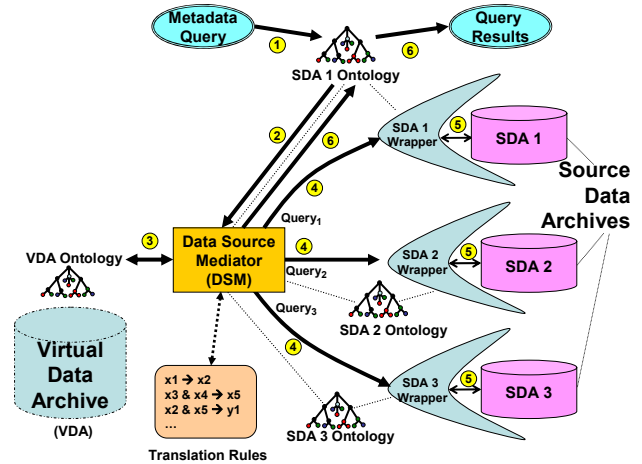 Metadata
Query
1
6
Query
Results
SDA 1 Ontology
2
6
SDA 1
Wrapper
5
SDA 1
4
Query1
Source
Data
Archives
VDA Ontology
3
Data Source
Mediator
(DSM)
4
Query2
SDA 2
Wrapper
5
SDA 2
SDA 2 Ontology
Query3
4
Virtual
Data
Archive
(VDA)
x1 → x2
x3 & x4 → x5
x2 & x5 → y1
…
Translation Rules
SDA 3 Ontology
SDA 3
Wrapper
5
SDA 3